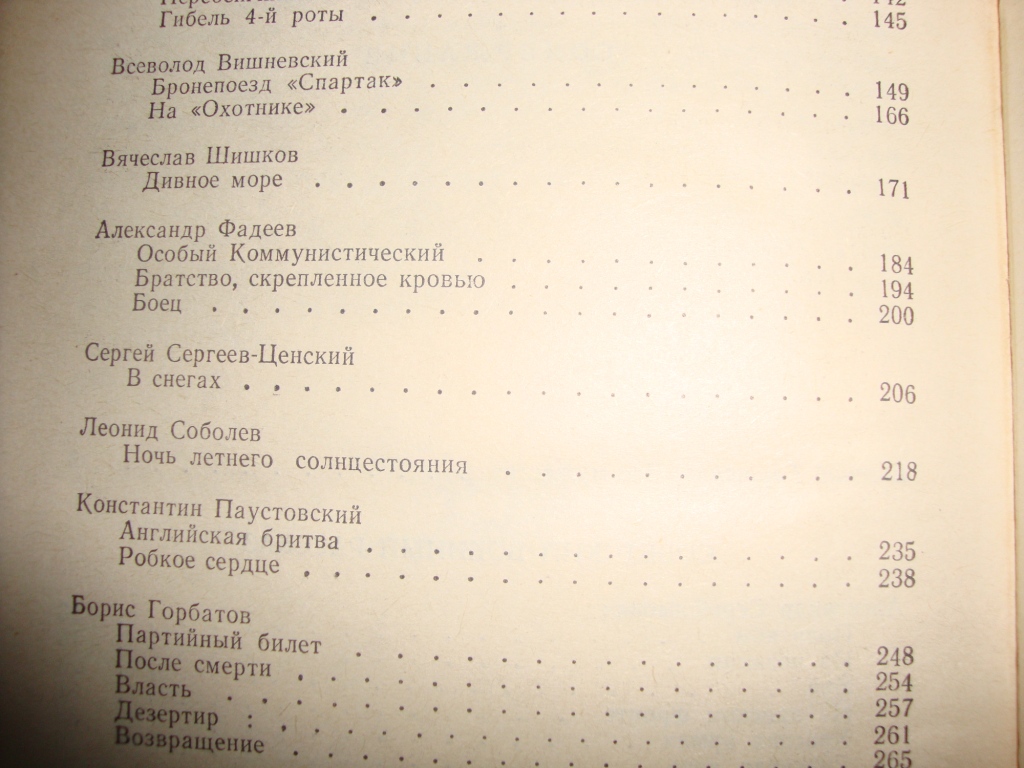 142
Гибель 4-й роты . . . . . . . . . . . . 145
Всеволод Вишневский
Бронепоезд «Спартак» . . . . . . . . . . 149
На «Охотнике» . . . . . . . . . . . . . 166
Вячеслав Шишков
Дивное море . . . . . . . . . . . . . . 171
Александр Фадеев
Особый Коммунистический . . . . . . . . . 184
Братство, скрепленное кровью . . . . . . . . 194
Боец . . . . . . . . . . . . . . . . 200
Сергей Сергеев-Ценский
В снегах . . . . . . . . . . . . . . . 206
Леонид Соболев
Ночь летнего солнцестояния . . . . . . . . 218
Константин Паустовский
Английская бритва . . . . . . . . . . . . 235
Робкое сердце . . . . . . . . . . . . . 238
Борис Горбатов
Партийный билет . . . . . . . . . . . . 248
После смерти . . . . . . . . . . . . . 254
Власть . . . . . . . . . . . . . . . 257
Дезертир : . . . . . . . . . . . . . . 261
Возвращение . . . . . . . . . . . . . 265